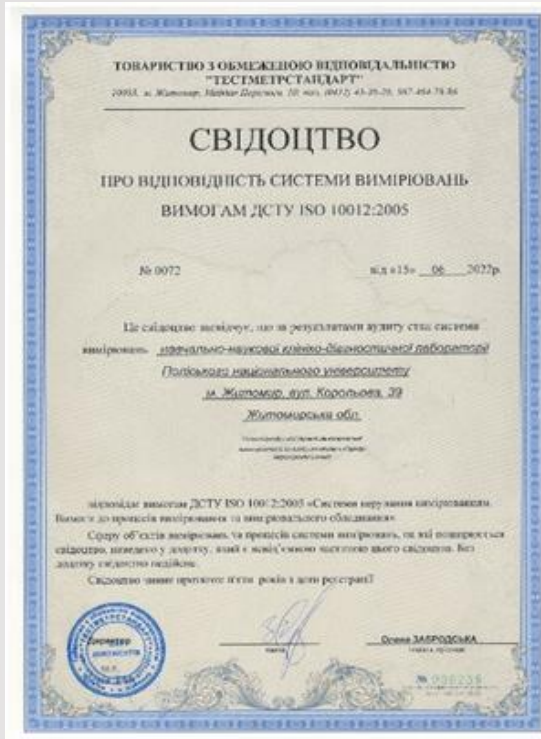 ТОВАРИСТВО З ОБМЕЖЕНОЮ ВІДПОВІДАЛЬНІСТЮ
"ТЕСТМЕТРСТАНДАРТ"
СВІДОЦТВО
ПРО ВІДПОВІДНІСТЬ СИСТЕМИ ВИМІРЮВАНЬ
ВИМОГАМ ДСТУ ISO 10012:2005
№ 0072 від «15» 06 2022р.
Це свідоцтво засвідчує, що за результатами аудиту стан системи
вимірювань навчально-наукової клініко-діагностичної лабораторії
Поліського національного університету
м. Житомир, вул. Корольова, 39
Житомирська обл.
відповідає вимогам ДСТУ ISO 10012:2005 «Системи керування вимірюванням.
Вимоги до процесів вимірювання та вимірювального обладнання»
Сферу об'єктів вимірювань та процесів системи вимірювань, на які поширюється
свідоцтво, наведено у додатку, який є невід'ємною частиною цього свідоцтва. Без
додатку свідоцтво недійсне.
Свідоцтво чинне протягом п'яти років з дати реєстрації
Директор
Олена ЗАБРОДСЬКА